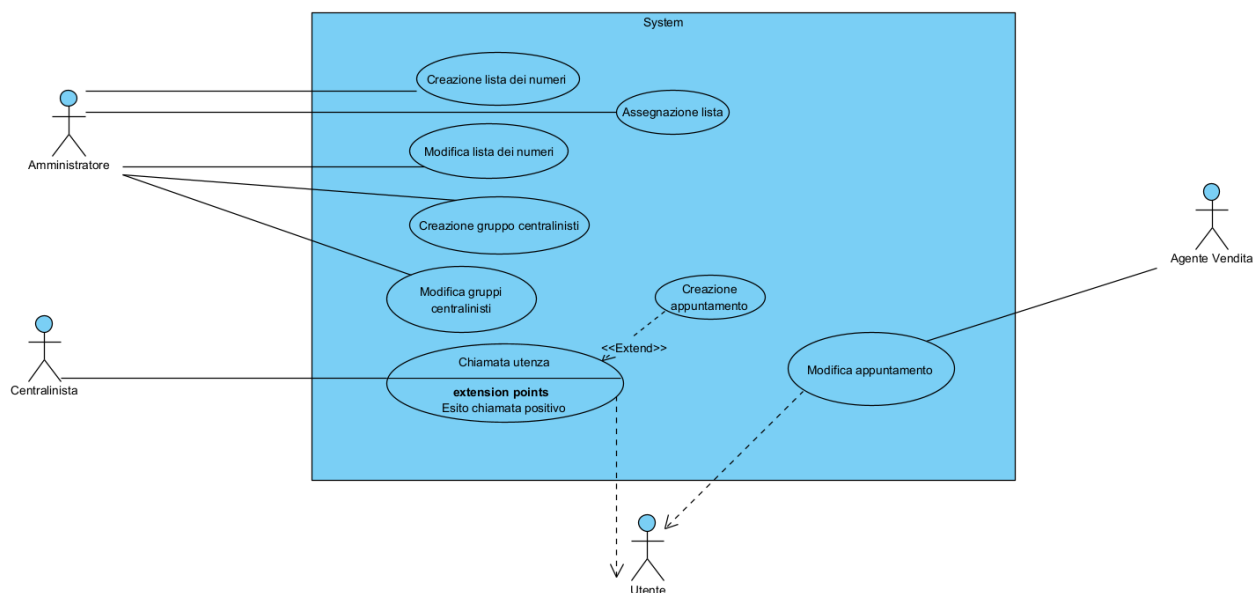 System
Creazione lista dei numeri
Assegnazione lista
Amministratore
Modifica lista dei numeri
Creazione gruppo centralinisti
Agente Vendita
Modifica gruppi
centralinisti
Creazione
appuntamento
<<Extend>>
Chiamata utenza
extension points
Esito chiamata positivo
Centralinista
Modifica appuntamento
Utente